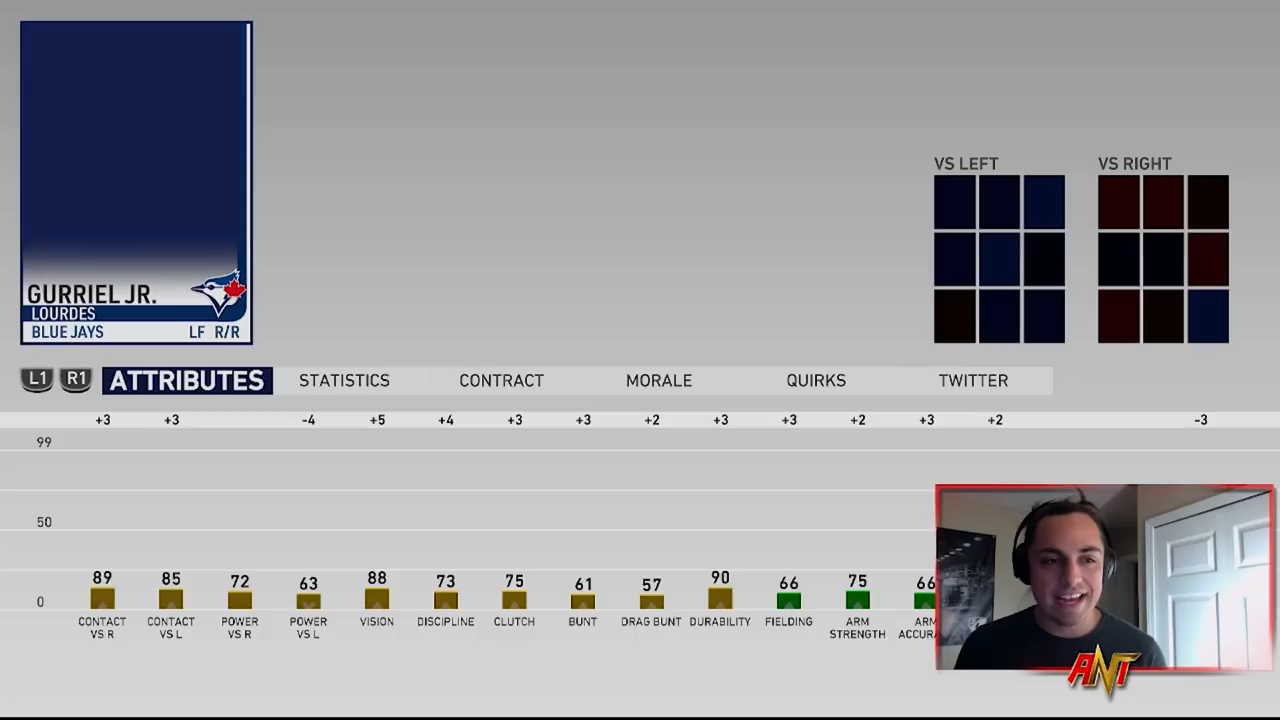 GURRIEL JR.
LOURDES
BLUE JAYS LF R/R
VS LEFT VS RIGHT
L1 R1 ATTRIBUTES STATISTICS CONTRACT MORALE QUIRKS TWITTER
+3 +3 -4 +5 +4 +3 +3 +2 +3 +3 +2 +3 +2 -3
99
50
0
89 85 72 63 88 73 75 61 57 90 66 75 66
CONTACT VS R
CONTACT VS L
POWER VS R
POWER VS L
VISION
DISCIPLINE
CLUTCH
BUNT
DRAG BUNT
DURABILITY
FIELDING
ARM STRENGTH
ARM ACCURA
ANT